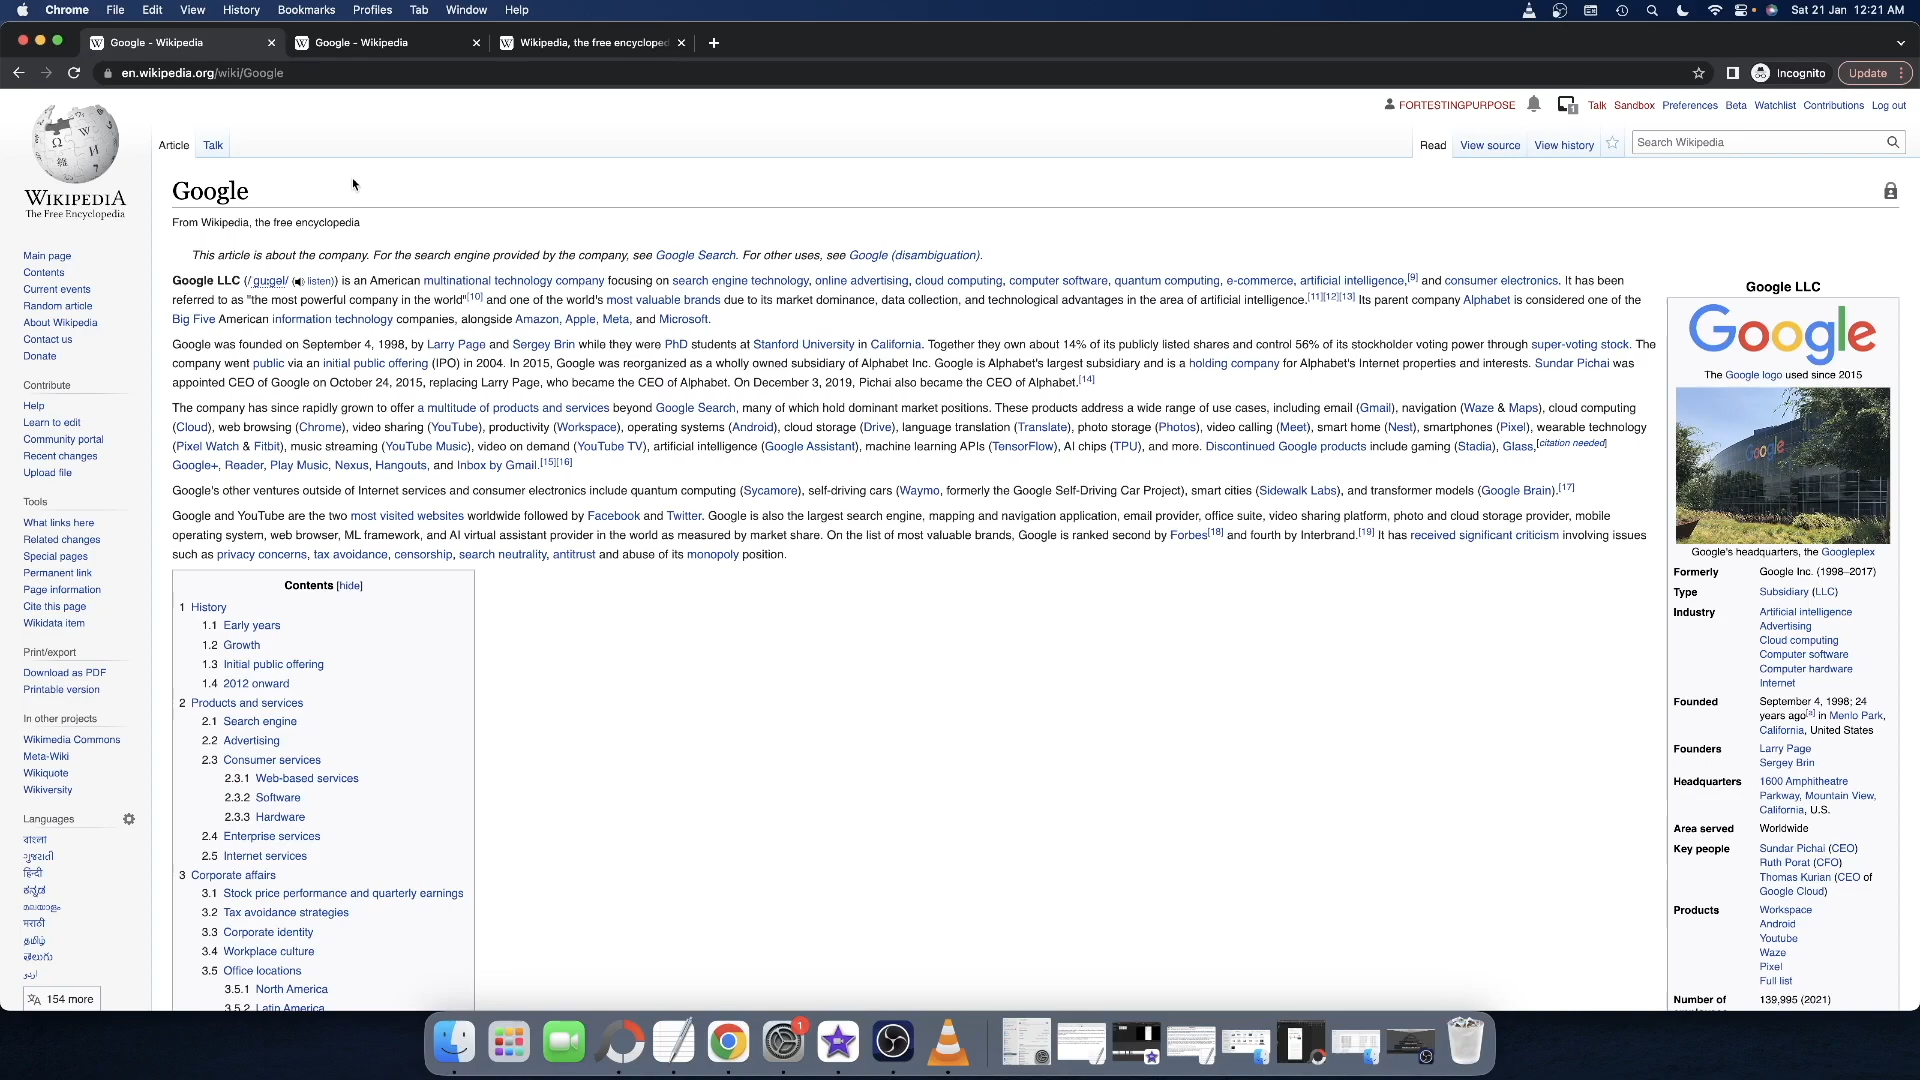 Chrome File Edit View History Bookmarks Profiles Tab Window Help
Sat 21 Jan 12:21 AM
Google - Wikipedia
Google - Wikipedia
Wikipedia, the free encyclopedi
en.wikipedia.org/wiki/Google
Incognito
Update
FORTESTINGPURPOSE
1
Talk Sandbox Preferences Beta Watchlist Contributions Log out
WIKIPEDIA
The Free Encyclopedia
Article Talk
Read View source View history
Search Wikipedia
Main page
Contents
Current events
Random article
About Wikipedia
Contact us
Donate
Contribute
Help
Learn to edit
Community portal
Recent changes
Upload file
Tools
What links here
Related changes
Special pages
Permanent link
Page information
Cite this page
Wikidata item
Print/export
Download as PDF
Printable version
In other projects
Wikimedia Commons
Meta-Wiki
Wikiquote
Wikiversity
Languages
বাংলা
ગુજરાતી
हिन्दी
ಕನ್ನಡ
മലയാളം
मराठी
தமிழ்
తెలుగు
اردو
154 more
Google
From Wikipedia, the free encyclopedia
This article is about the company. For the search engine provided by the company, see Google Search. For other uses, see Google (disambiguation).
Google LLC (/ˈɡuːɡəl/ (listen)) is an American multinational technology company focusing on search engine technology, online advertising, cloud computing, computer software, quantum computing, e-commerce, artificial intelligence,[9] and consumer electronics. It has been
referred to as "the most powerful company in the world"[10] and one of the world's most valuable brands due to its market dominance, data collection, and technological advantages in the area of artificial intelligence.[11][12][13] Its parent company Alphabet is considered one of the
Big Five American information technology companies, alongside Amazon, Apple, Meta, and Microsoft.
Google was founded on September 4, 1998, by Larry Page and Sergey Brin while they were PhD students at Stanford University in California. Together they own about 14% of its publicly listed shares and control 56% of its stockholder voting power through super-voting stock. The
company went public via an initial public offering (IPO) in 2004. In 2015, Google was reorganized as a wholly owned subsidiary of Alphabet Inc. Google is Alphabet's largest subsidiary and is a holding company for Alphabet's Internet properties and interests. Sundar Pichai was
appointed CEO of Google on October 24, 2015, replacing Larry Page, who became the CEO of Alphabet. On December 3, 2019, Pichai also became the CEO of Alphabet.[14]
The company has since rapidly grown to offer a multitude of products and services beyond Google Search, many of which hold dominant market positions. These products address a wide range of use cases, including email (Gmail), navigation (Waze & Maps), cloud computing
(Cloud), web browsing (Chrome), video sharing (YouTube), productivity (Workspace), operating systems (Android), cloud storage (Drive), language translation (Translate), photo storage (Photos), video calling (Meet), smart home (Nest), smartphones (Pixel), wearable technology
(Pixel Watch & Fitbit), music streaming (YouTube Music), video on demand (YouTube TV), artificial intelligence (Google Assistant), machine learning APIs (TensorFlow), AI chips (TPU), and more. Discontinued Google products include gaming (Stadia), Glass,[citation needed]
Google+, Reader, Play Music, Nexus, Hangouts, and Inbox by Gmail.[15][16]
Google's other ventures outside of Internet services and consumer electronics include quantum computing (Sycamore), self-driving cars (Waymo, formerly the Google Self-Driving Car Project), smart cities (Sidewalk Labs), and transformer models (Google Brain).[17]
Google and YouTube are the two most visited websites worldwide followed by Facebook and Twitter. Google is also the largest search engine, mapping and navigation application, email provider, office suite, video sharing platform, photo and cloud storage provider, mobile
operating system, web browser, ML framework, and AI virtual assistant provider in the world as measured by market share. On the list of most valuable brands, Google is ranked second by Forbes[18] and fourth by Interbrand.[19] It has received significant criticism involving issues
such as privacy concerns, tax avoidance, censorship, search neutrality, antitrust and abuse of its monopoly position.
Contents [hide]
1 History
1.1 Early years
1.2 Growth
1.3 Initial public offering
1.4 2012 onward
2 Products and services
2.1 Search engine
2.2 Advertising
2.3 Consumer services
2.3.1 Web-based services
2.3.2 Software
2.3.3 Hardware
2.4 Enterprise services
2.5 Internet services
3 Corporate affairs
3.1 Stock price performance and quarterly earnings
3.2 Tax avoidance strategies
3.3 Corporate identity
3.4 Workplace culture
3.5 Office locations
3.5.1 North America
3.5.2 Latin America
Google LLC
Google
The Google logo used since 2015
Google
Google's headquarters, the Googleplex
Formerly Google Inc. (1998–2017)
Type Subsidiary (LLC)
Industry Artificial intelligence
Advertising
Cloud computing
Computer software
Computer hardware
Internet
Founded September 4, 1998; 24
years ago[a] in Menlo Park,
California, United States
Founders Larry Page
Sergey Brin
Headquarters 1600 Amphitheatre
Parkway, Mountain View,
California, U.S.
Area served Worldwide
Key people Sundar Pichai (CEO)
Ruth Porat (CFO)
Thomas Kurian (CEO of
Google Cloud)
Products Workspace
Android
Youtube
Waze
Pixel
Full list
Number of 139,995 (2021)
1